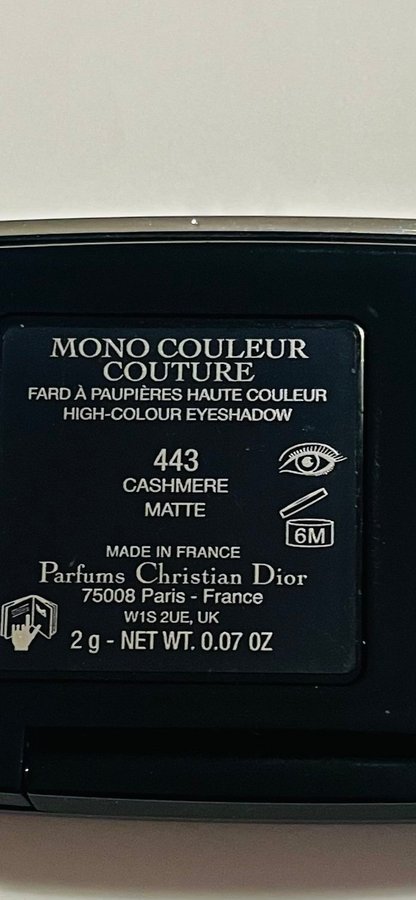 MONO COULEUR
COUTURE
FARD À PAUPIÈRES HAUTE COULEUR
HIGH-COLOUR EYESHADOW
443
CASHMERE
MATTE
6M
MADE IN FRANCE
Parfums Christian Dior
75008 Paris - France
W1S 2UE, UK
2 g - NET WT. 0.07 OZ